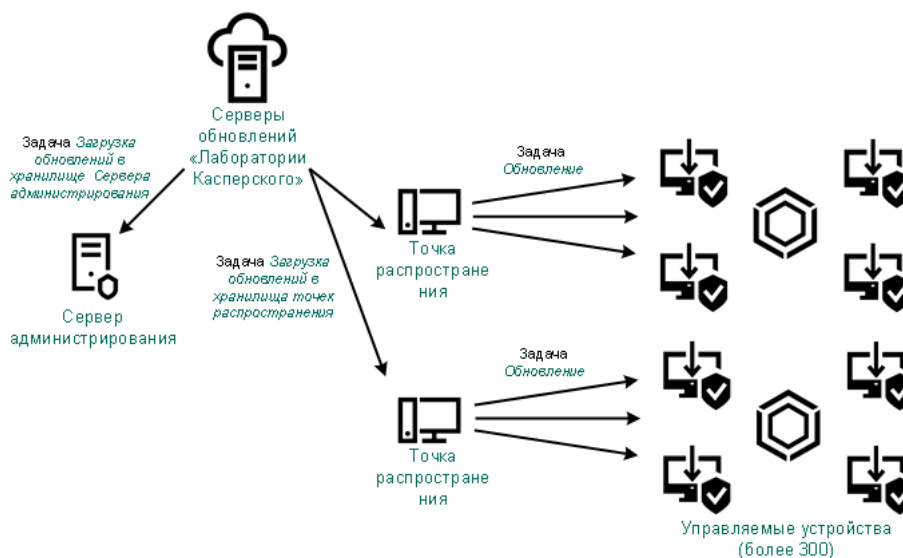 Серверы
обновлений
«Лаборатории
Касперского»
Задача Загрузка
обновлений в
хранилище Сервера
администрирования
Сервер
администрирования
Задача Загрузка
обновлений в
хранилища точек
распространения
Точка
распростране
ния
Задача
Обновление
Точка
распростране
ния
Задача
Обновление
Управляемые устройства
(более 300)